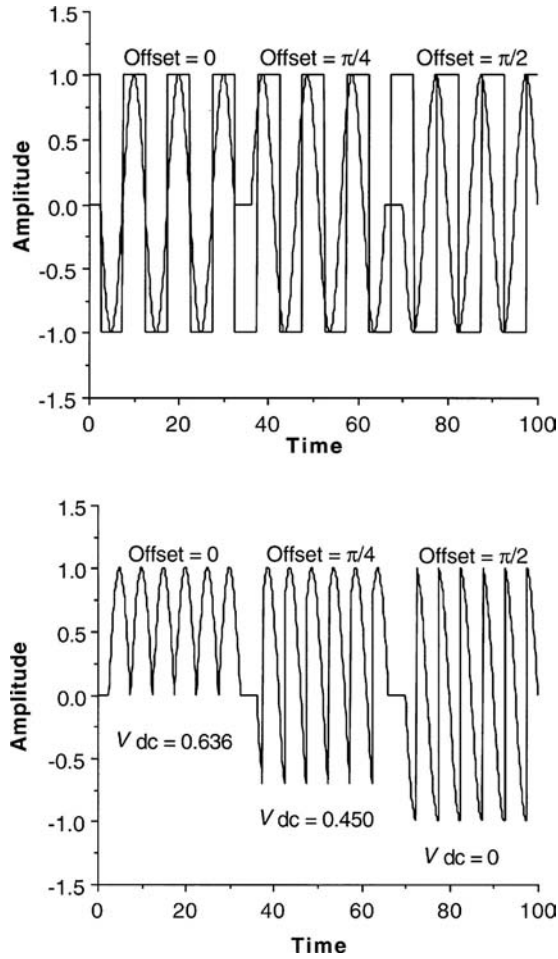 1.5
Offset = 0 Offset = π/4 Offset = π/2
1.0
0.5
0.0
-0.5
-1.0
-1.5
Amplitude
0 20 40 60 80 100
Time
1.5
Offset = 0 Offset = π/4 Offset = π/2
1.0
0.5
0.0
V dc = 0.636
-0.5
V dc = 0.450
-1.0
V dc = 0
-1.5
Amplitude
0 20 40 60 80 100
Time